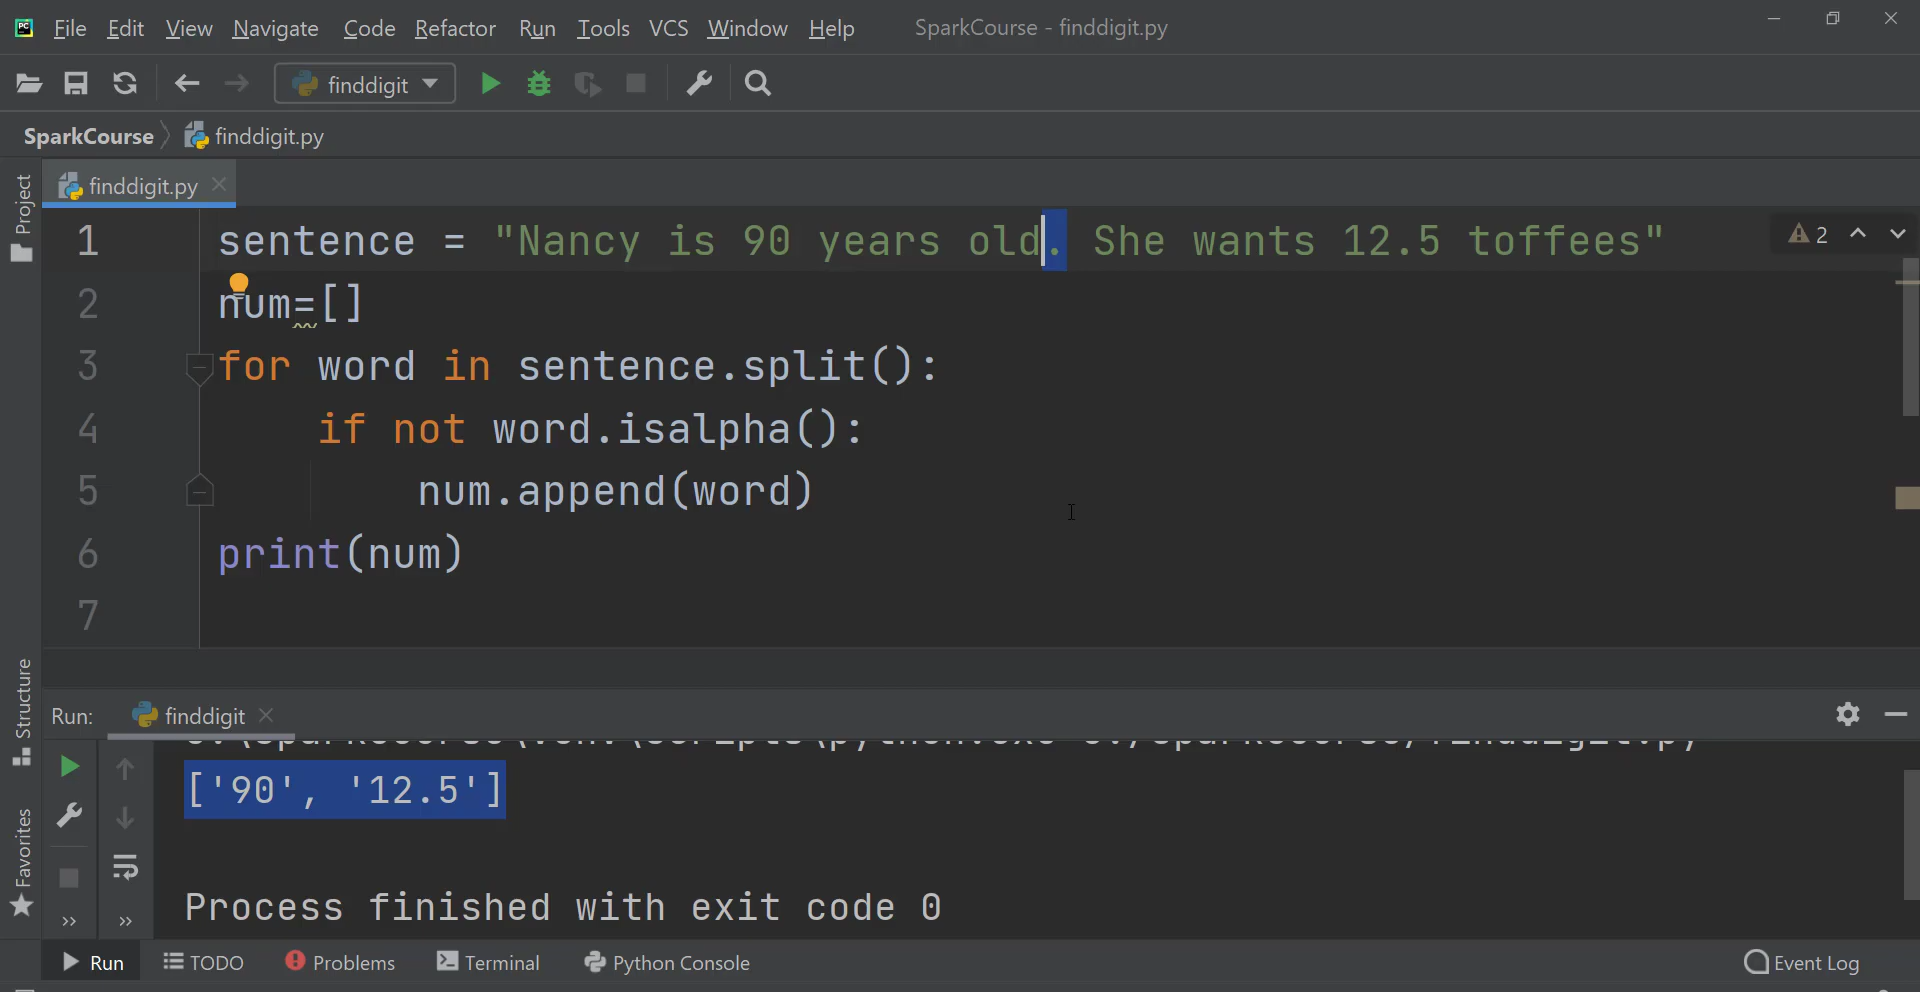 File Edit View Navigate Code Refactor Run Tools VCS Window Help SparkCourse - finddigit.py
finddigit
SparkCourse finddigit.py
Project
finddigit.py
1 sentence = "Nancy is 90 years old. She wants 12.5 toffees"
2
2 num=[]
3 for word in sentence.split():
4 if not word.isalpha():
5 num.append(word)
6 print(num)
7
Structure
Favorites
Run: finddigit
['90', '12.5']
Process finished with exit code 0
Run TODO Problems Terminal Python Console Event Log